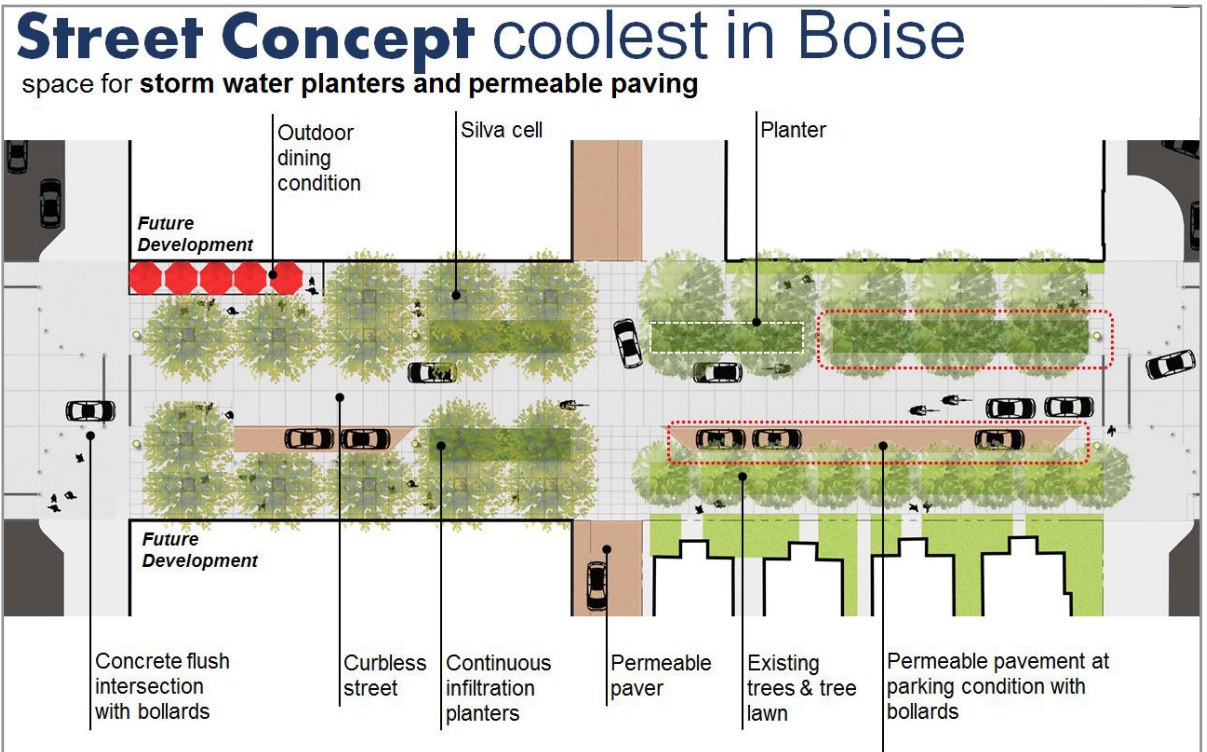 Street Concept coolest in Boise
space for storm water planters and permeable paving
Outdoor
dining
condition
Silva cell
Planter
Future
Development
Future
Development
Concrete flush
intersection
with bollards
Curbless
street
Continuous
infiltration
planters
Permeable
paver
Existing
trees & tree
lawn
Permeable pavement at
parking condition with
bollards